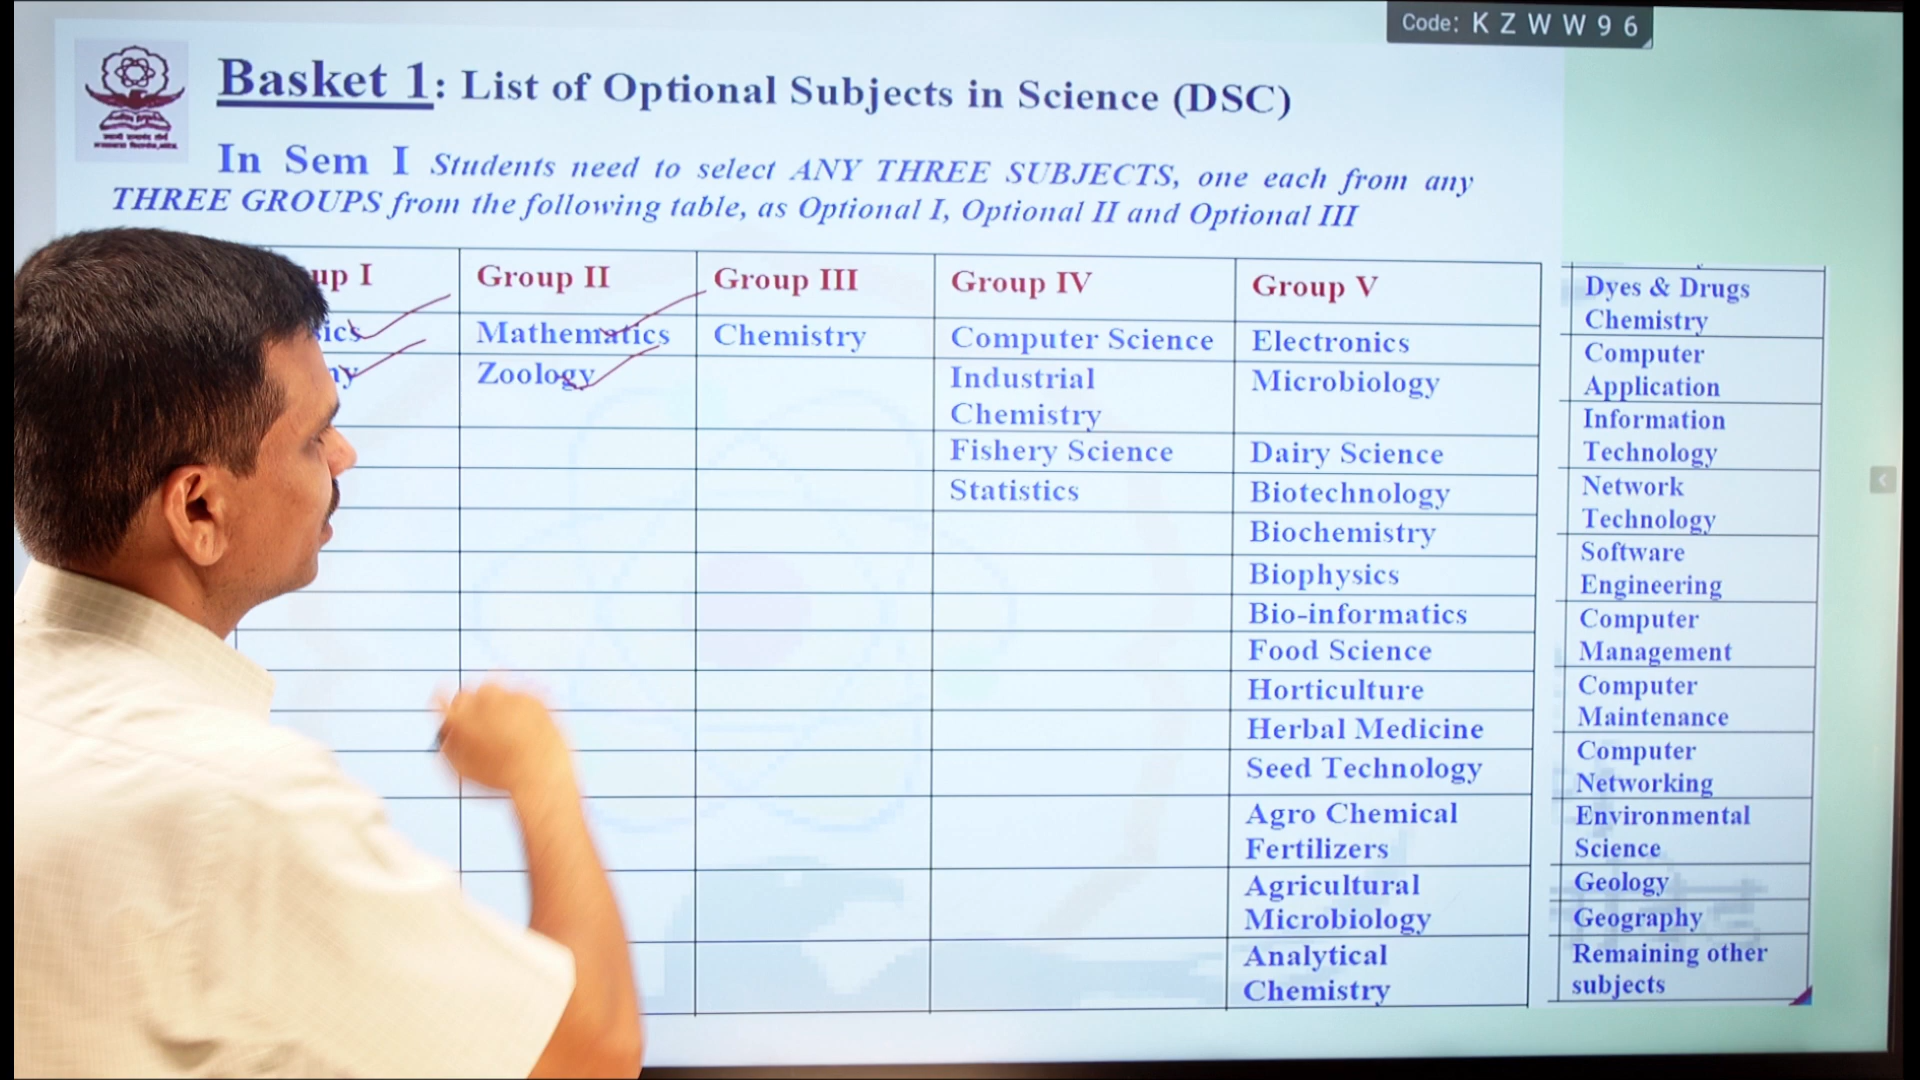 Code: K Z W W 9 6
Basket 1: List of Optional Subjects in Science (DSC)
In Sem I Students need to select ANY THREE SUBJECTS, one each from any
THREE GROUPS from the following table, as Optional I, Optional II and Optional III
up I
Group II
Group III
Group IV
Group V
ics
Mathematics
Chemistry
Computer Science
Electronics
ny
Zoology
Industrial
Chemistry
Microbiology
Fishery Science
Dairy Science
Statistics
Biotechnology
Biochemistry
Biophysics
Bio-informatics
Food Science
Horticulture
Herbal Medicine
Seed Technology
Agro Chemical
Fertilizers
Agricultural
Microbiology
Analytical
Chemistry
Dyes & Drugs
Chemistry
Computer
Application
Information
Technology
Network
Technology
Software
Engineering
Computer
Management
Computer
Maintenance
Computer
Networking
Environmental
Science
Geology
Geography
Remaining other
subjects